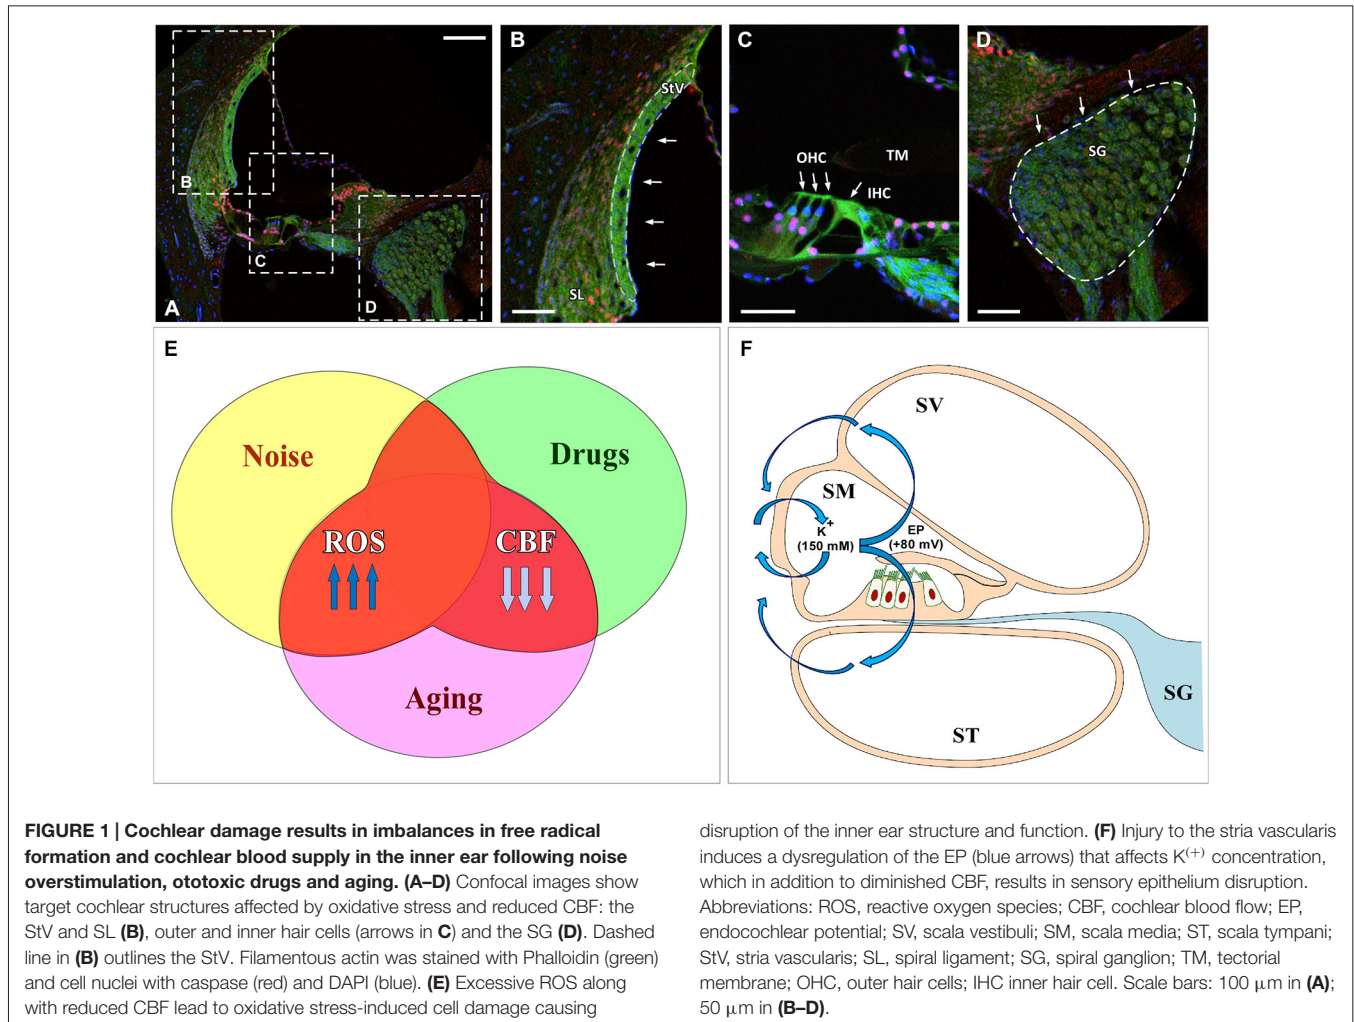 A
B
C
D
B
StV
SL
C
OHC
TM
IHC
D
SG
E
Noise
Drugs
ROS
CBF
Aging
F
SV
SM
K+
(150 mM)
EP
(+80 mV)
SG
ST
FIGURE 1 | Cochlear damage results in imbalances in free radical
formation and cochlear blood supply in the inner ear following noise
overstimulation, ototoxic drugs and aging. (A–D) Confocal images show
target cochlear structures affected by oxidative stress and reduced CBF: the
StV and SL (B), outer and inner hair cells (arrows in C) and the SG (D). Dashed
line in (B) outlines the StV. Filamentous actin was stained with Phalloidin (green)
and cell nuclei with caspase (red) and DAPI (blue). (E) Excessive ROS along
with reduced CBF lead to oxidative stress-induced cell damage causing
disruption of the inner ear structure and function. (F) Injury to the stria vascularis
induces a dysregulation of the EP (blue arrows) that affects K(+) concentration,
which in addition to diminished CBF, results in sensory epithelium disruption.
Abbreviations: ROS, reactive oxygen species; CBF, cochlear blood flow; EP,
endocochlear potential; SV, scala vestibuli; SM, scala media; ST, scala tympani;
StV, stria vascularis; SL, spiral ligament; SG, spiral ganglion; TM, tectorial
membrane; OHC, outer hair cells; IHC inner hair cell. Scale bars: 100 μm in (A);
50 μm in (B–D).